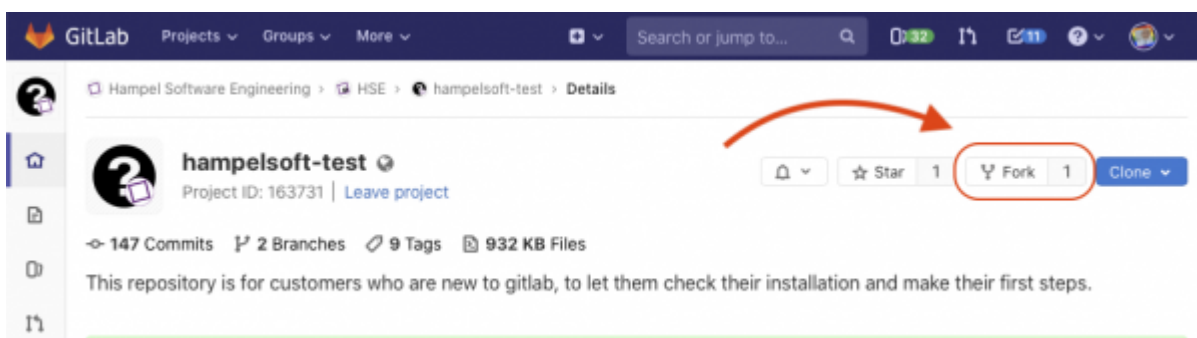 GitLab Projects Groups More Search or jump to... 32 11 ?
Hampel Software Engineering › HSE › hampelsoft-test › Details
hampelsoft-test
Project ID: 163731 | Leave project
Star 1 Fork 1 Clone
147 Commits 2 Branches 9 Tags 932 KB Files
This repository is for customers who are new to gitlab, to let them check their installation and make their first steps.